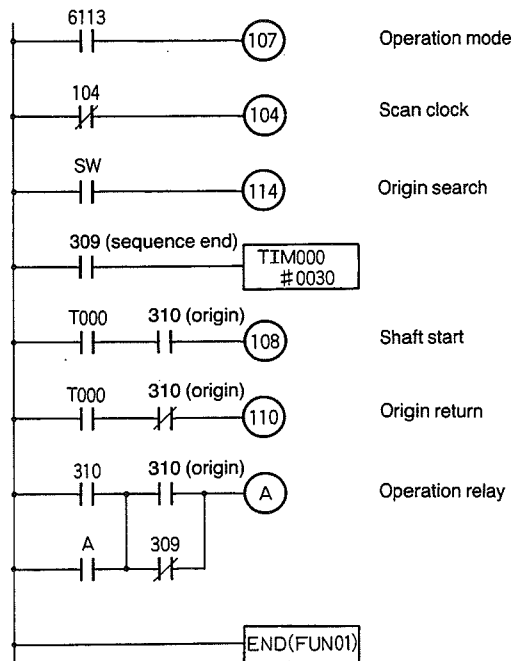 6113
107 Operation mode
104
104 Scan clock
SW
114 Origin search
309 (sequence end)
TIM000
#0030
T000 310 (origin)
108 Shaft start
T000 310 (origin)
110 Origin return
310 310 (origin)
A Operation relay
A 309
END(FUN01)